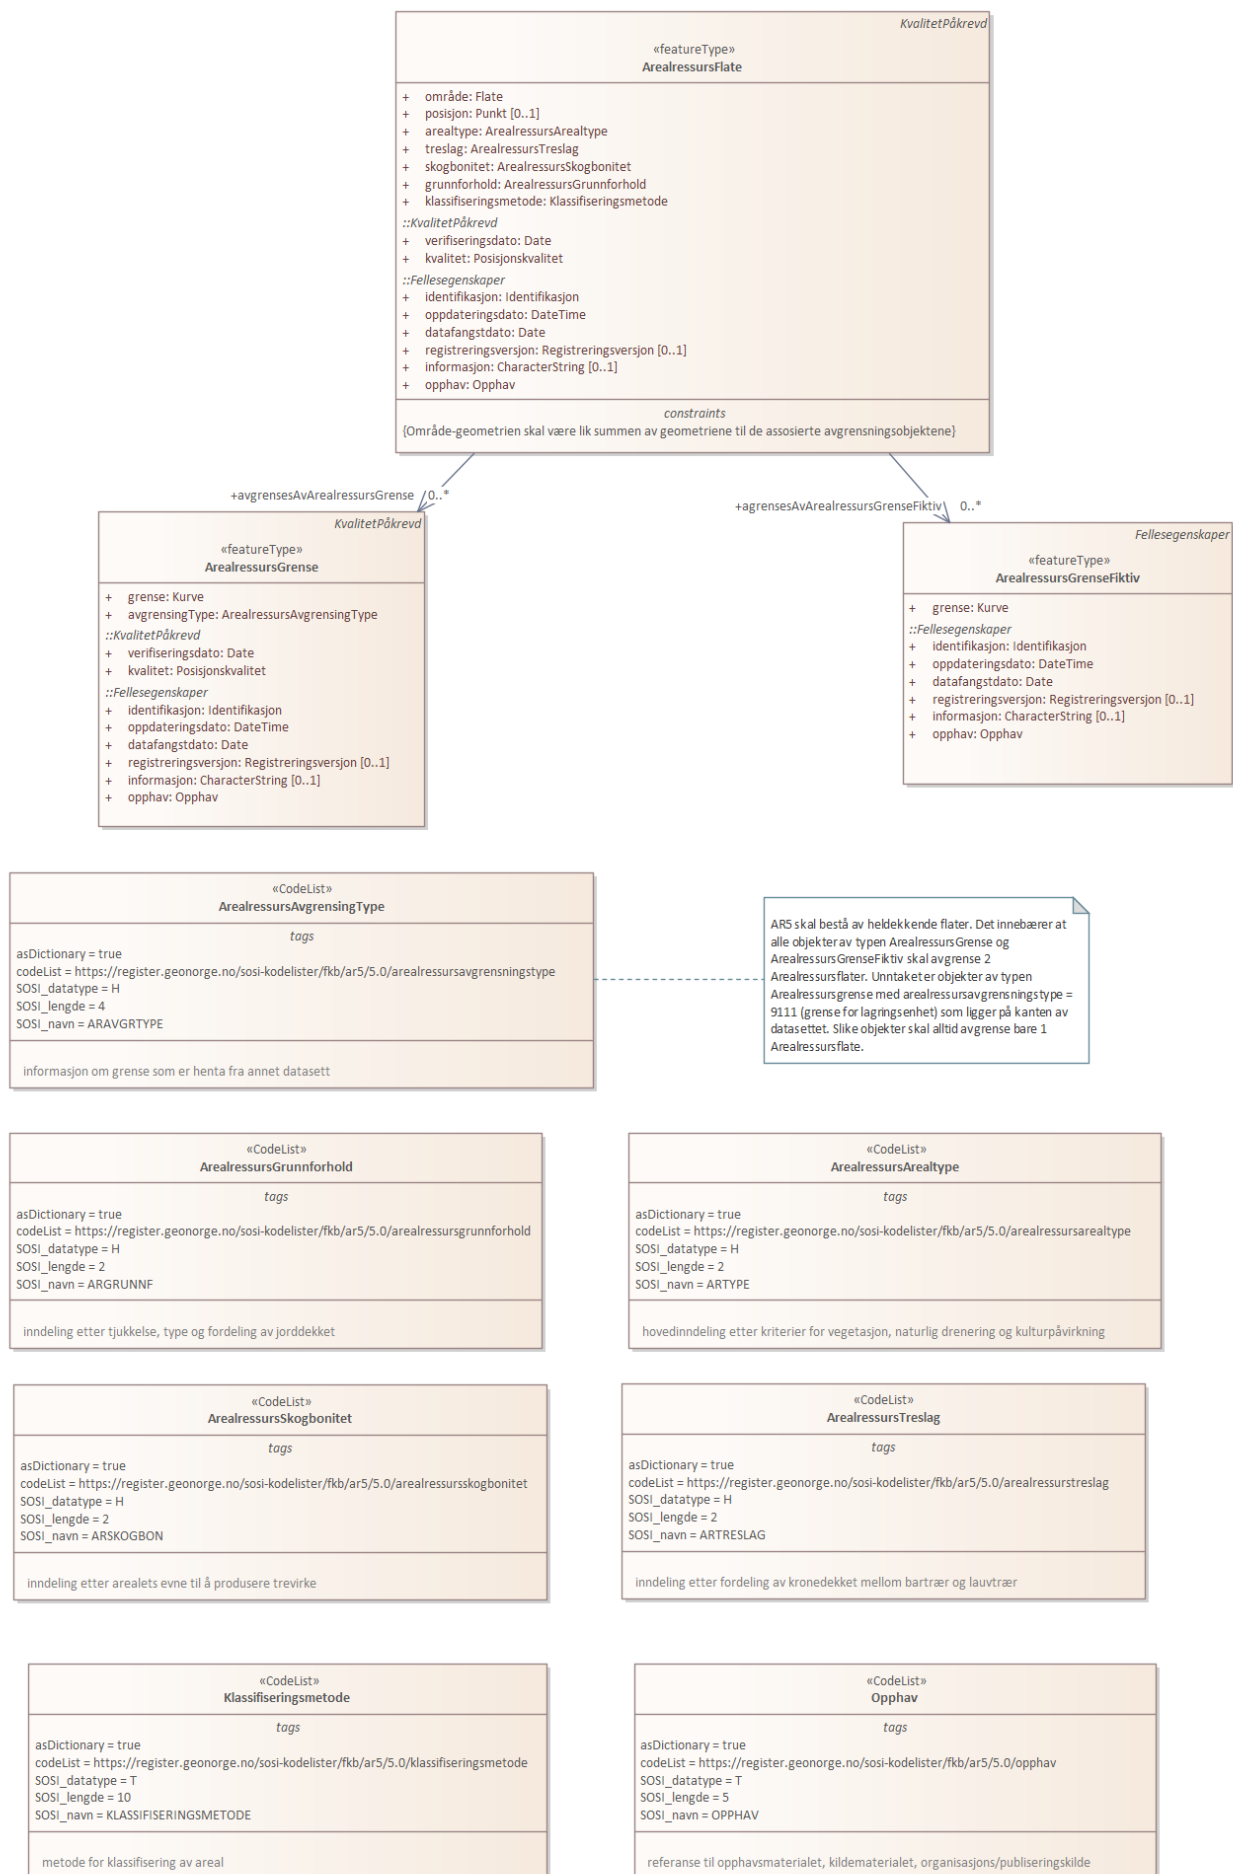 KvalitetPåkrevd
«featureType»
ArealressursFlate
+ område: Flate
+ posisjon: Punkt [0..1]
+ arealtype: ArealressursArealtype
+ treslag: ArealressursTreslag
+ skogbonitet: ArealressursSkogbonitet
+ grunnforhold: ArealressursGrunnforhold
+ klassifiseringsmetode: Klassifiseringsmetode
::KvalitetPåkrevd
+ verifiseringsdato: Date
+ kvalitet: Posisjonskvalitet
::Fellesegenskaper
+ identifikasjon: Identifikasjon
+ oppdateringsdato: DateTime
+ datafangstdato: Date
+ registreringsversjon: Registreringsversjon [0..1]
+ informasjon: CharacterString [0..1]
+ opphav: Opphav
constraints
{Område-geometrien skal være lik summen av geometriene til de assosierte avgrensningsobjektene}
+avgrensesAvArealressursGrense 0..*
+agrensesAvArealressursGrenseFiktiv 0..*
KvalitetPåkrevd
«featureType»
ArealressursGrense
+ grense: Kurve
+ avgrensingType: ArealressursAvgrensingType
::KvalitetPåkrevd
+ verifiseringsdato: Date
+ kvalitet: Posisjonskvalitet
::Fellesegenskaper
+ identifikasjon: Identifikasjon
+ oppdateringsdato: DateTime
+ datafangstdato: Date
+ registreringsversjon: Registreringsversjon [0..1]
+ informasjon: CharacterString [0..1]
+ opphav: Opphav
Fellesegenskaper
«featureType»
ArealressursGrenseFiktiv
+ grense: Kurve
::Fellesegenskaper
+ identifikasjon: Identifikasjon
+ oppdateringsdato: DateTime
+ datafangstdato: Date
+ registreringsversjon: Registreringsversjon [0..1]
+ informasjon: CharacterString [0..1]
+ opphav: Opphav
«CodeList»
ArealressursAvgrensingType
tags
asDictionary = true
codeList = https://register.geonorge.no/sosi-kodelister/fkb/ar5/5.0/arealressursavgrensningstype
SOSI_datatype = H
SOSI_lengde = 4
SOSI_navn = ARAVGRTYPE
informasjon om grense som er henta fra annet datasett
AR5 skal bestå av heldekkende flater. Det innebærer at
alle objekter av typen ArealressursGrense og
ArealressursGrenseFiktiv skal avgrense 2
Arealressursflater. Unntaket er objekter av typen
Arealressursgrense med arealressursavgrensningstype =
9111 (grense for lagringsenhet) som ligger på kanten av
datasettet. Slike objekter skal alltid avgrense bare 1
Arealressursflate.
«CodeList»
ArealressursGrunnforhold
tags
asDictionary = true
codeList = https://register.geonorge.no/sosi-kodelister/fkb/ar5/5.0/arealressursgrunnforhold
SOSI_datatype = H
SOSI_lengde = 2
SOSI_navn = ARGRUNNF
inndeling etter tjukkelse, type og fordeling av jorddekket
«CodeList»
ArealressursArealtype
tags
asDictionary = true
codeList = https://register.geonorge.no/sosi-kodelister/fkb/ar5/5.0/arealressursarealtype
SOSI_datatype = H
SOSI_lengde = 2
SOSI_navn = ARTYPE
hovedinndeling etter kriterier for vegetasjon, naturlig drenering og kulturpåvirkning
«CodeList»
ArealressursSkogbonitet
tags
asDictionary = true
codeList = https://register.geonorge.no/sosi-kodelister/fkb/ar5/5.0/arealressursskogbonitet
SOSI_datatype = H
SOSI_lengde = 2
SOSI_navn = ARSKOGBON
inndeling etter arealets evne til å produsere trevirke
«CodeList»
ArealressursTreslag
tags
asDictionary = true
codeList = https://register.geonorge.no/sosi-kodelister/fkb/ar5/5.0/arealressurstreslag
SOSI_datatype = H
SOSI_lengde = 2
SOSI_navn = ARTRESLAG
inndeling etter fordeling av kronedekket mellom bartrær og lauvtrær
«CodeList»
Klassifiseringsmetode
tags
asDictionary = true
codeList = https://register.geonorge.no/sosi-kodelister/fkb/ar5/5.0/klassifiseringsmetode
SOSI_datatype = T
SOSI_lengde = 10
SOSI_navn = KLASSIFISERINGSMETODE
metode for klassifisering av areal
«CodeList»
Opphav
tags
asDictionary = true
codeList = https://register.geonorge.no/sosi-kodelister/fkb/ar5/5.0/opphav
SOSI_datatype = T
SOSI_lengde = 5
SOSI_navn = OPPHAV
referanse til opphavsmaterialet, kildematerialet, organisasjons/publiseringskilde